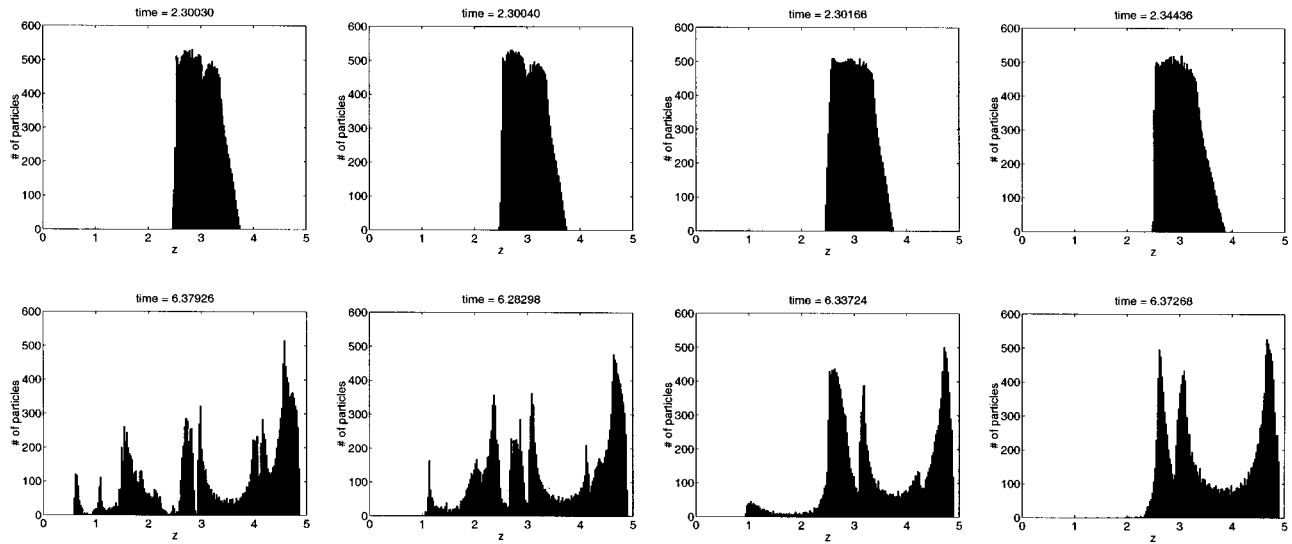 time = 2.30030
600
500
400
300
200
100
0
# of particles
0 1 2 3 4 5
z
time = 2.30040
600
500
400
300
200
100
0
# of particles
0 1 2 3 4 5
z
time = 2.30166
600
500
400
300
200
100
0
# of particles
0 1 2 3 4 5
z
time = 2.34436
600
500
400
300
200
100
0
# of particles
0 1 2 3 4 5
z
time = 6.37926
600
500
400
300
200
100
0
# of particles
0 1 2 3 4 5
z
time = 6.28298
600
500
400
300
200
100
0
# of particles
0 1 2 3 4 5
z
time = 6.33724
600
500
400
300
200
100
0
# of particles
0 1 2 3 4 5
z
time = 6.37268
600
500
400
300
200
100
0
# of particles
0 1 2 3 4 5
z